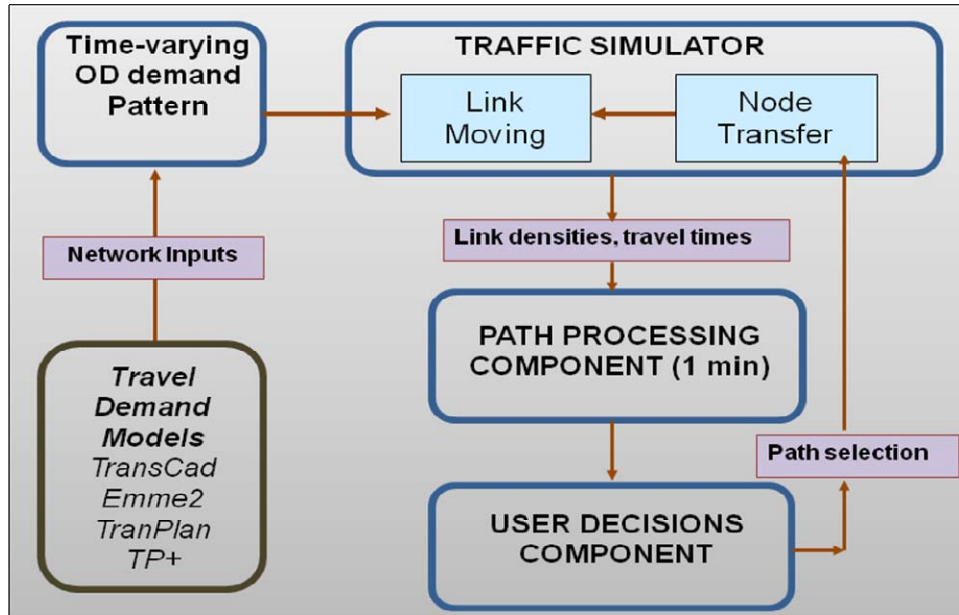 Time-varying
OD demand
Pattern
TRAFFIC SIMULATOR
Link
Moving
Node
Transfer
Network Inputs
Link densities, travel times
PATH PROCESSING
COMPONENT (1 min)
Travel
Demand
Models
TransCad
Emme2
TranPlan
TP+
Path selection
USER DECISIONS
COMPONENT